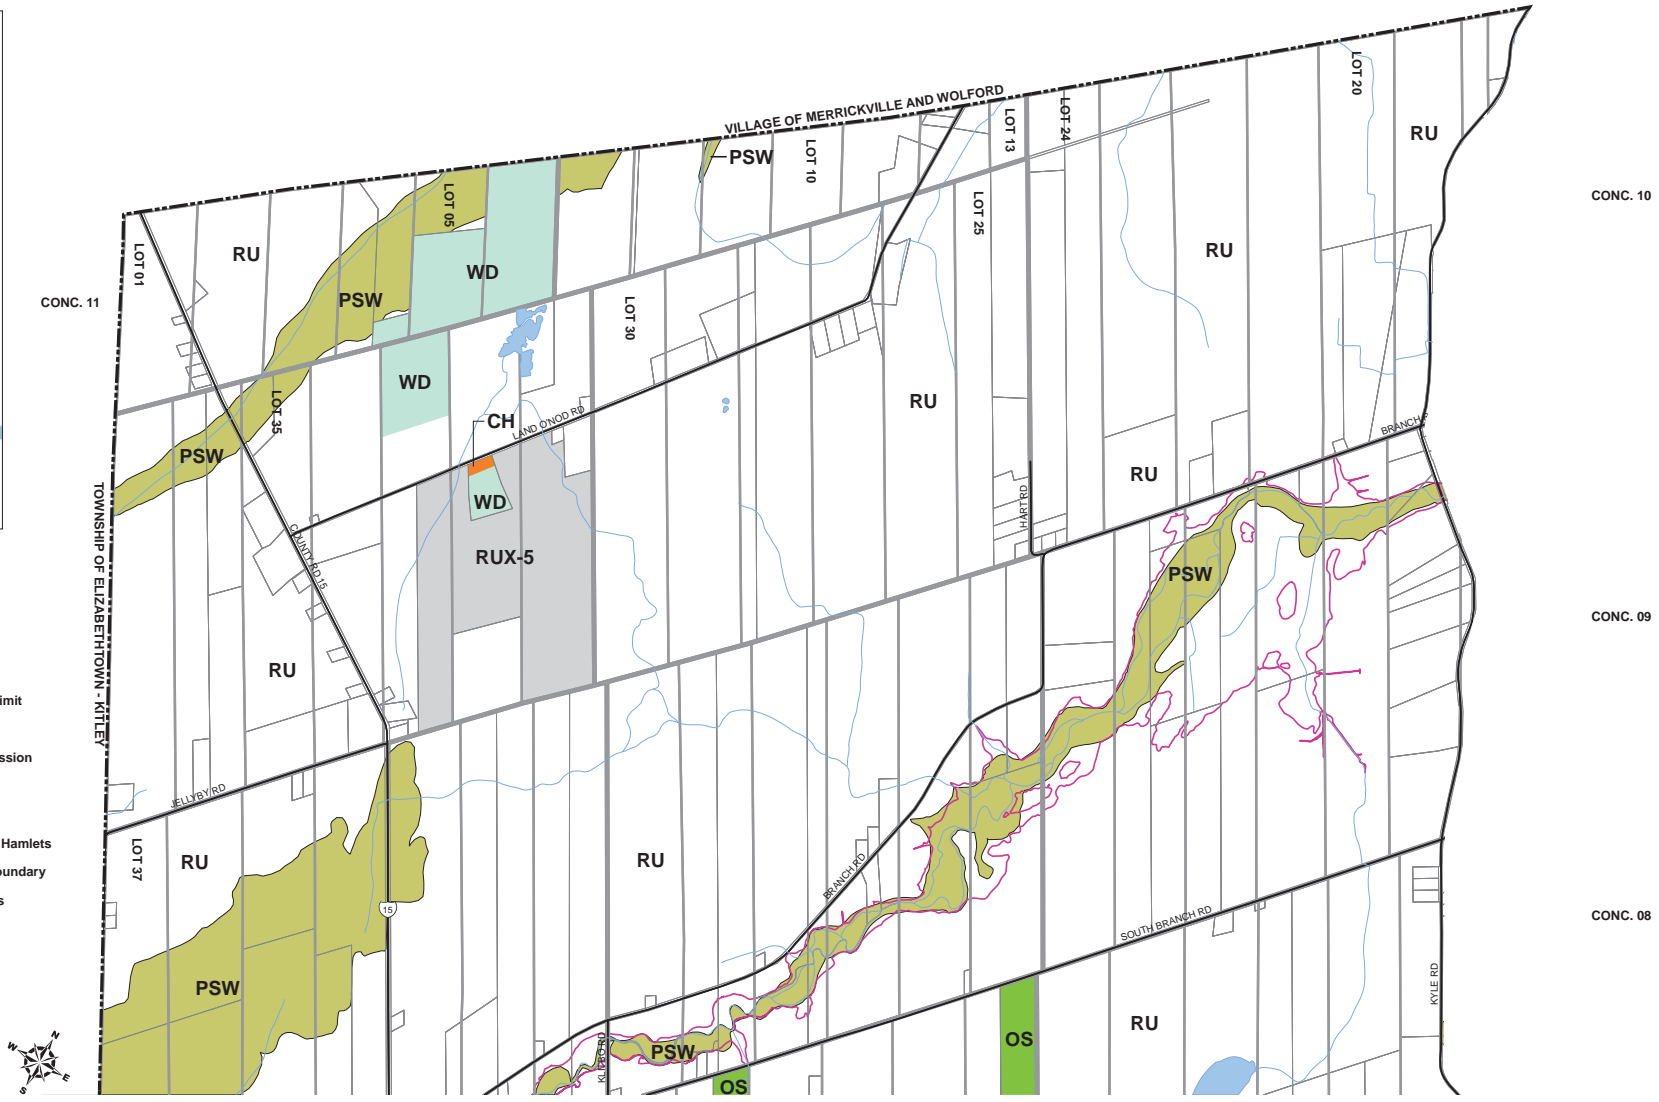 VILLAGE OF MERRICKVILLE AND WOLFORD
LOT 20
RU
LOT 24
LOT 13
PSW
LOT 10
CONC. 10
LOT 05
LOT 25
LOT 01
RU
RU
WD
PSW
CONC. 11
LOT 30
WD
RU
LOT 35
CH
LAND O'NOD RD
BRANCH
PSW
RU
WD
HART RD
TOWNSHIP OF ELIZABETHTOWN - KITLEY
COUNTY RD 15
RUX-5
PSW
CONC. 09
RU
imit
ssion
JELLYBY RD
Hamlets
LOT 37
RU
RU
oundary
BRANCH RD
s
15
CONC. 08
SOUTH BRANCH RD
PSW
KYLE RD
RU
OS
N
W
E
S
PSW
OS